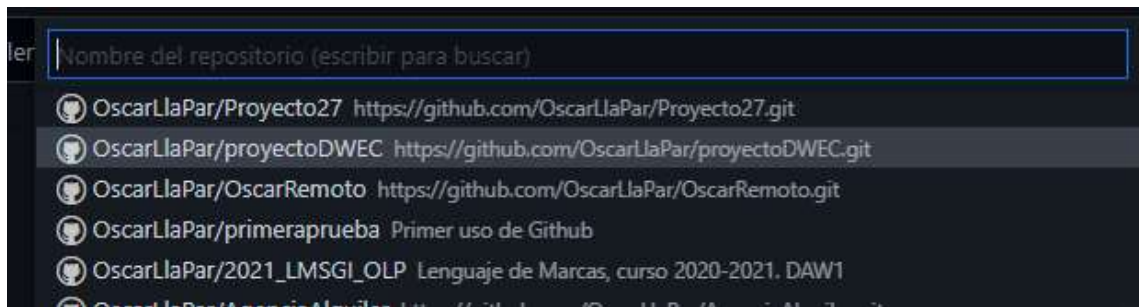 ler
Nombre del repositorio (escribir para buscar)
OscarLlaPar/Proyecto27 https://github.com/OscarLlaPar/Proyecto27.git
OscarLlaPar/proyectoDWEC https://github.com/OscarLlaPar/proyectoDWEC.git
OscarLlaPar/OscarRemoto https://github.com/OscarLlaPar/OscarRemoto.git
OscarLlaPar/primeraprueba Primer uso de Github
OscarLlaPar/2021_LMSGI_OLP Lenguaje de Marcas, curso 2020-2021. DAW1